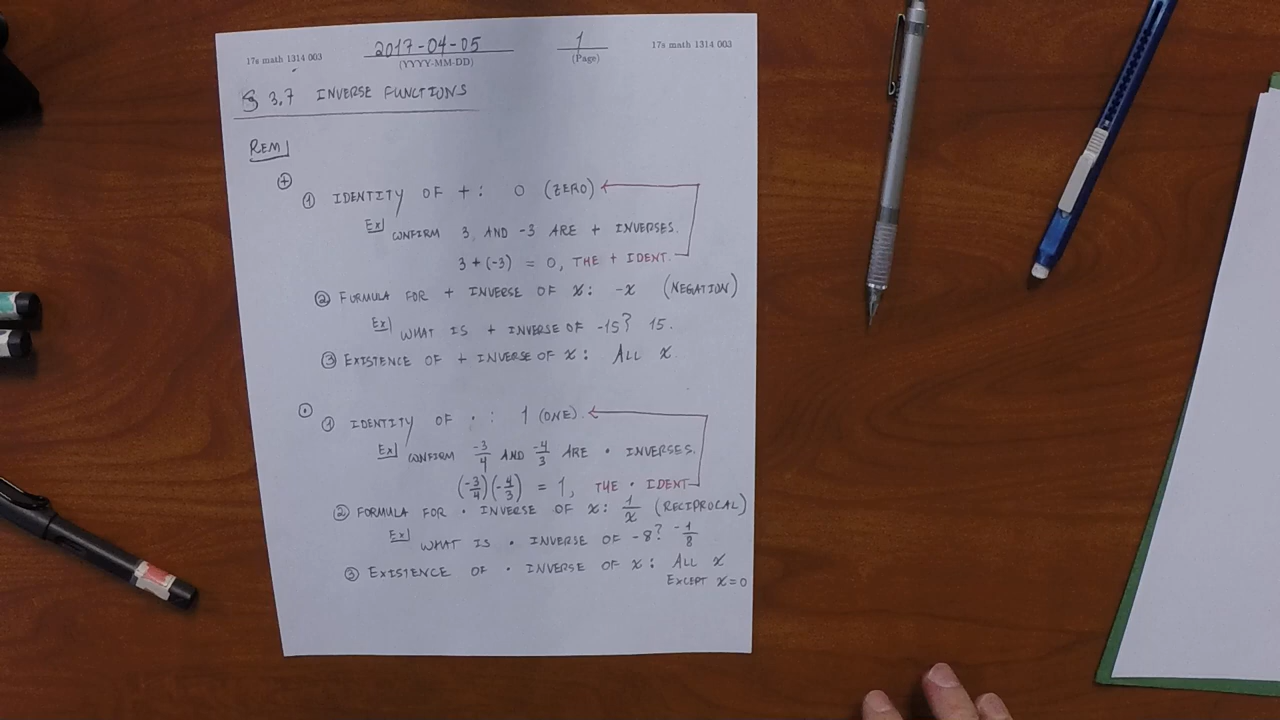 17s math 1314 003 2017-04-05 1 17s math 1314 003
(YYYY-MM-DD) (Page)
§ 3.7 INVERSE FUNCTIONS
REM
+
① IDENTITY OF +: 0 (ZERO)
EX CONFIRM 3 AND -3 ARE + INVERSES.
3+(-3) = 0, THE + IDENT.
② FORMULA FOR + INVERSE OF x: -x (NEGATION)
EX WHAT IS + INVERSE OF -15? 15.
③ EXISTENCE OF + INVERSE OF x: ALL x.
·
① IDENTITY OF · : 1 (ONE).
EX CONFIRM -3/4 AND -4/3 ARE · INVERSES.
(-3/4)(-4/3) = 1, THE · IDENT
② FORMULA FOR · INVERSE OF x: 1/x (RECIPROCAL)
EX WHAT IS · INVERSE OF -8? -1/8
③ EXISTENCE OF · INVERSE OF x: ALL x
EXCEPT x=0